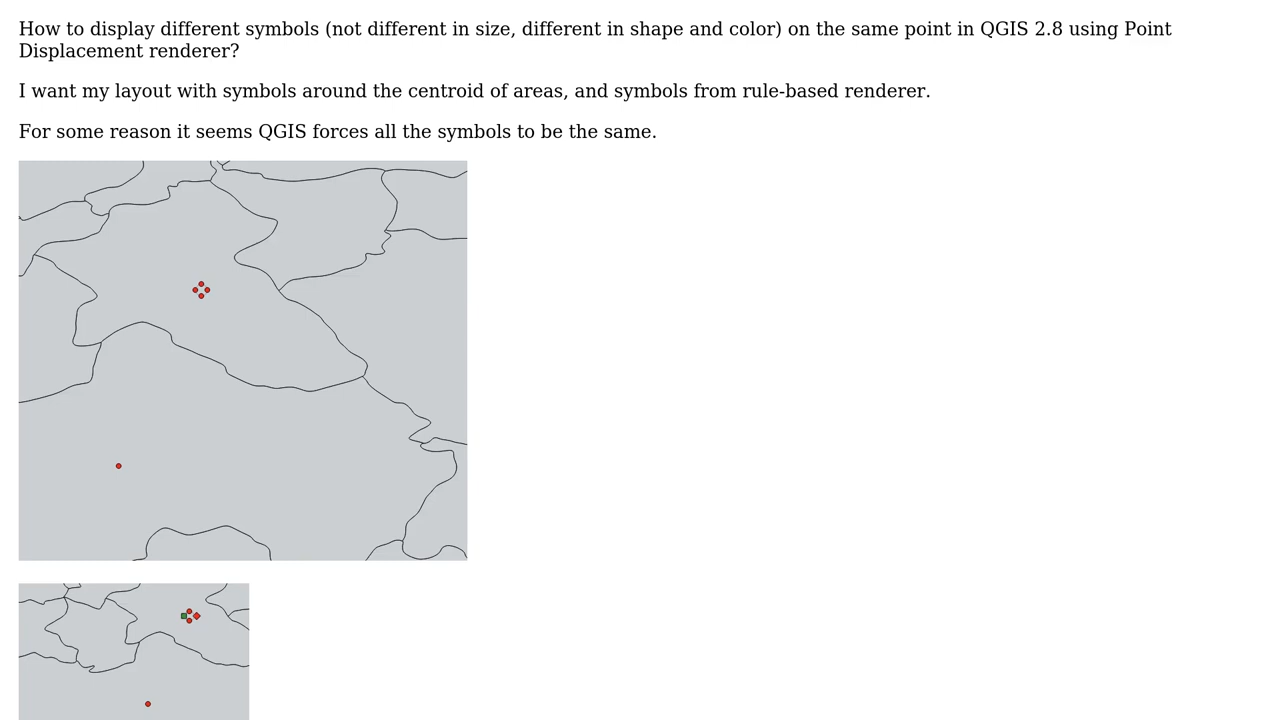 How to display different symbols (not different in size, different in shape and color) on the same point in QGIS 2.8 using Point
Displacement renderer?
I want my layout with symbols around the centroid of areas, and symbols from rule-based renderer.
For some reason it seems QGIS forces all the symbols to be the same.